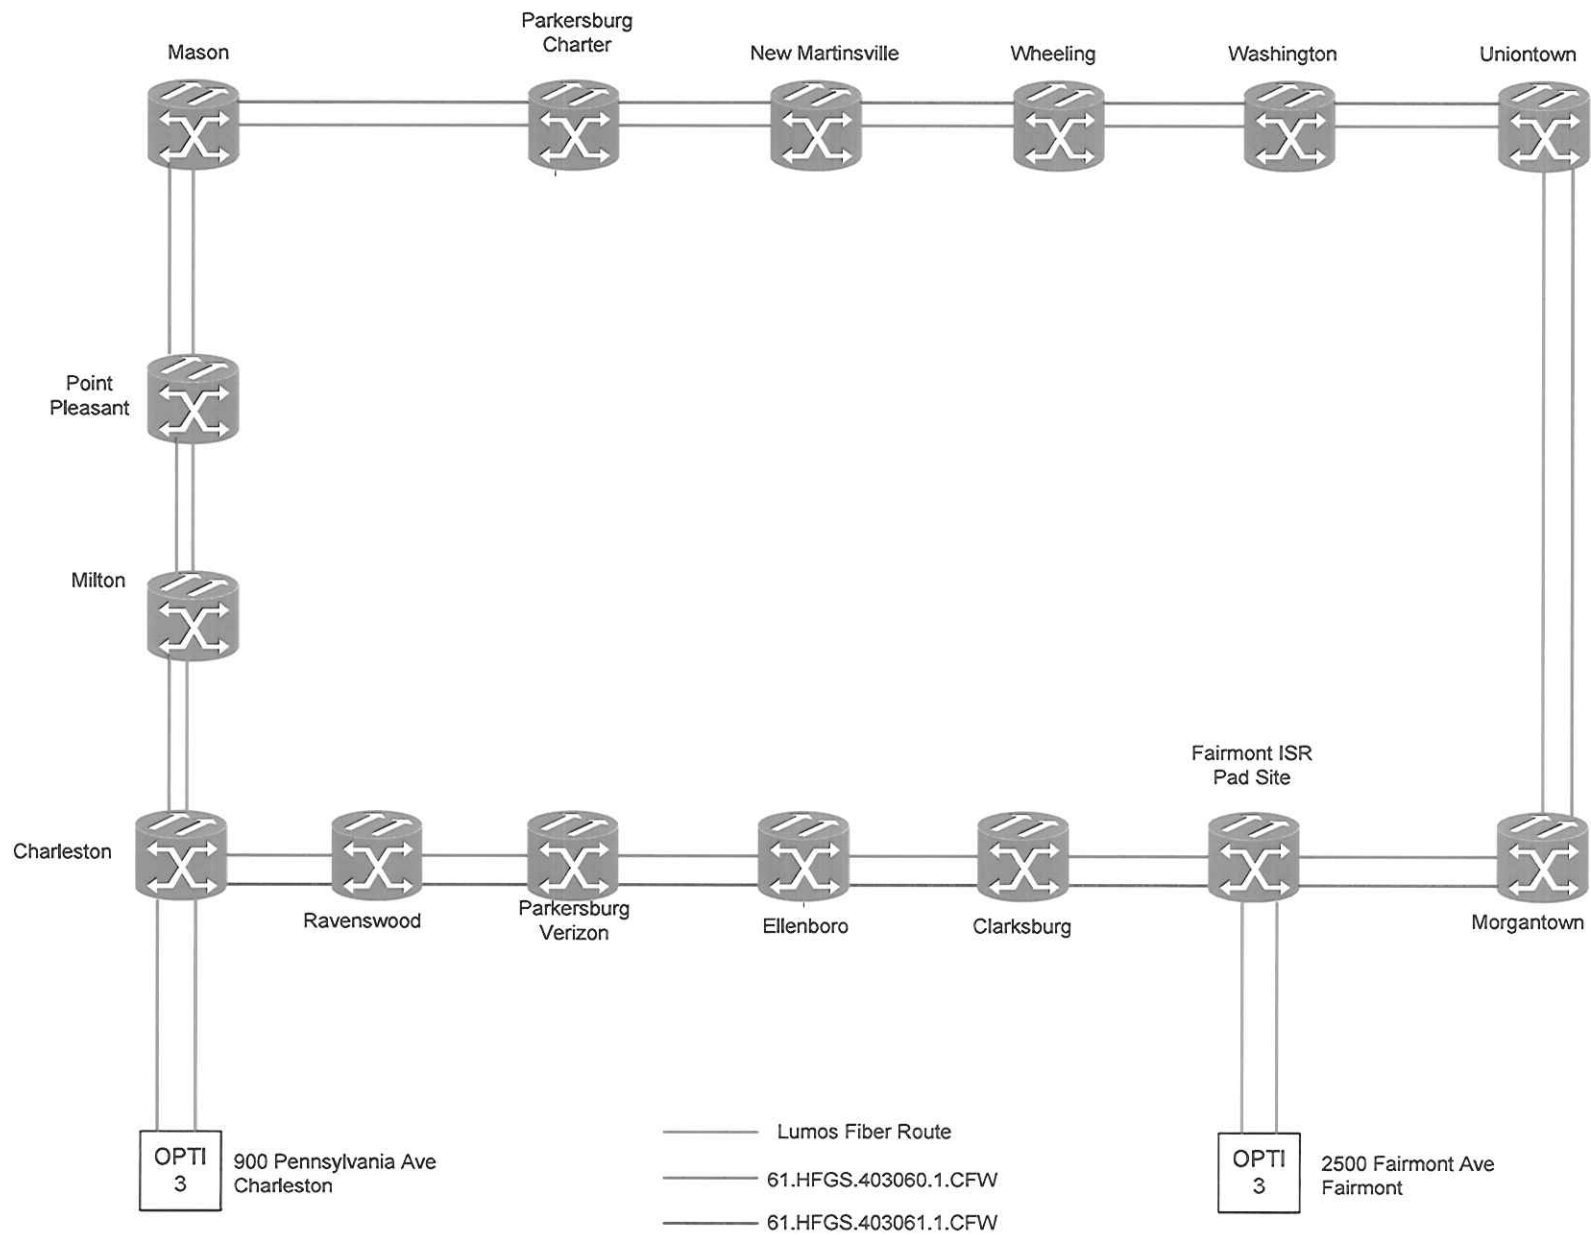 Parkersburg
Charter
Mason
New Martinsville
Wheeling
Washington
Uniontown
Point
Pleasant
Milton
Fairmont ISR
Pad Site
Charleston
Ravenswood
Parkersburg
Verizon
Ellenboro
Clarksburg
Morgantown
OPTI
3
900 Pennsylvania Ave
Charleston
Lumos Fiber Route
61.HFGS.403060.1.CFW
61.HFGS.403061.1.CFW
OPTI
3
2500 Fairmont Ave
Fairmont